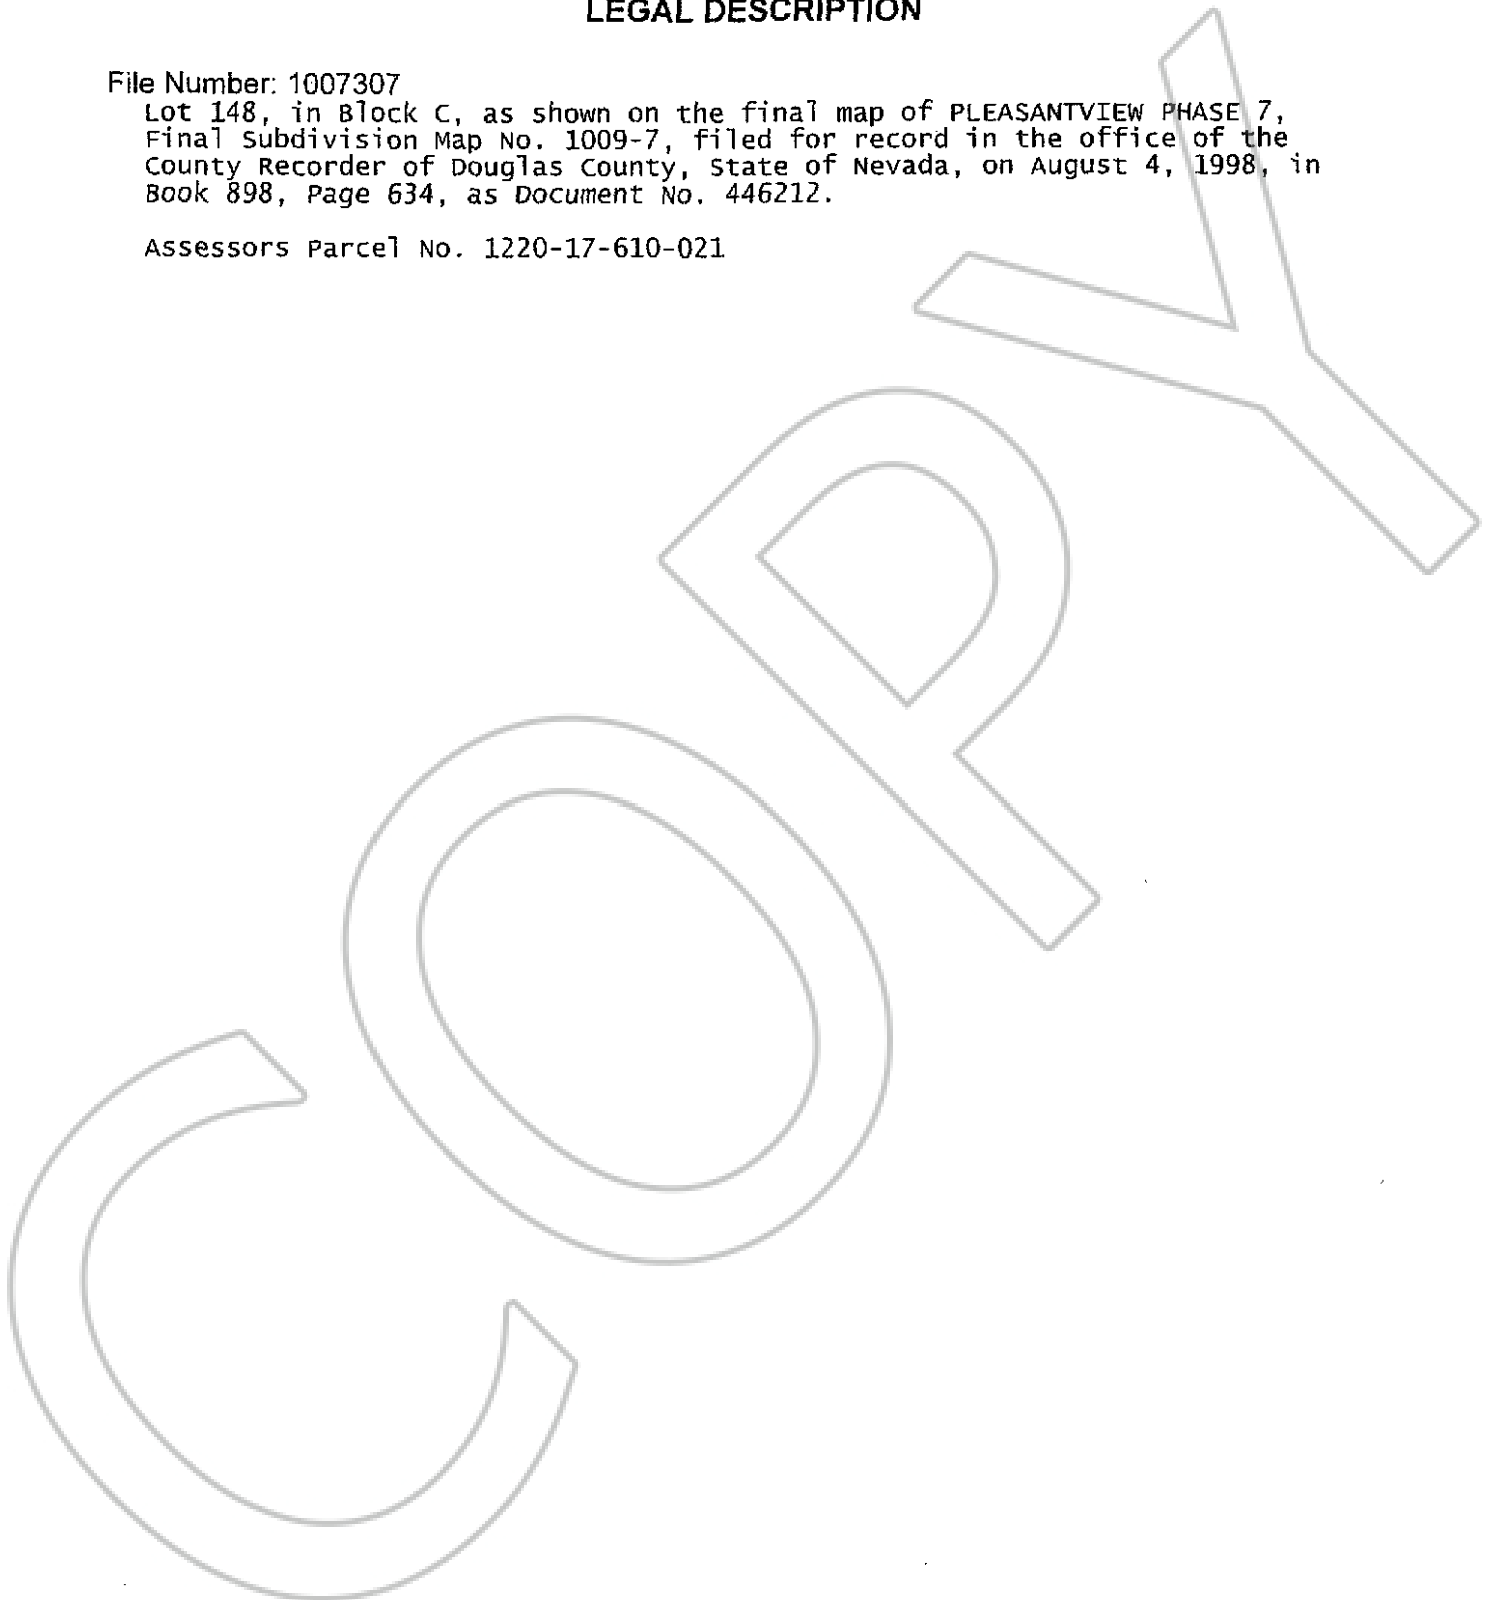 LEGAL DESCRIPTION
File Number: 1007307
Lot 148, in Block C, as shown on the final map of PLEASANTVIEW PHASE 7,
Final Subdivision Map No. 1009-7, filed for record in the office of the
County Recorder of Douglas County, State of Nevada, on August 4, 1998, in
Book 898, Page 634, as Document No. 446212.
Assessors Parcel No. 1220-17-610-021
COPY